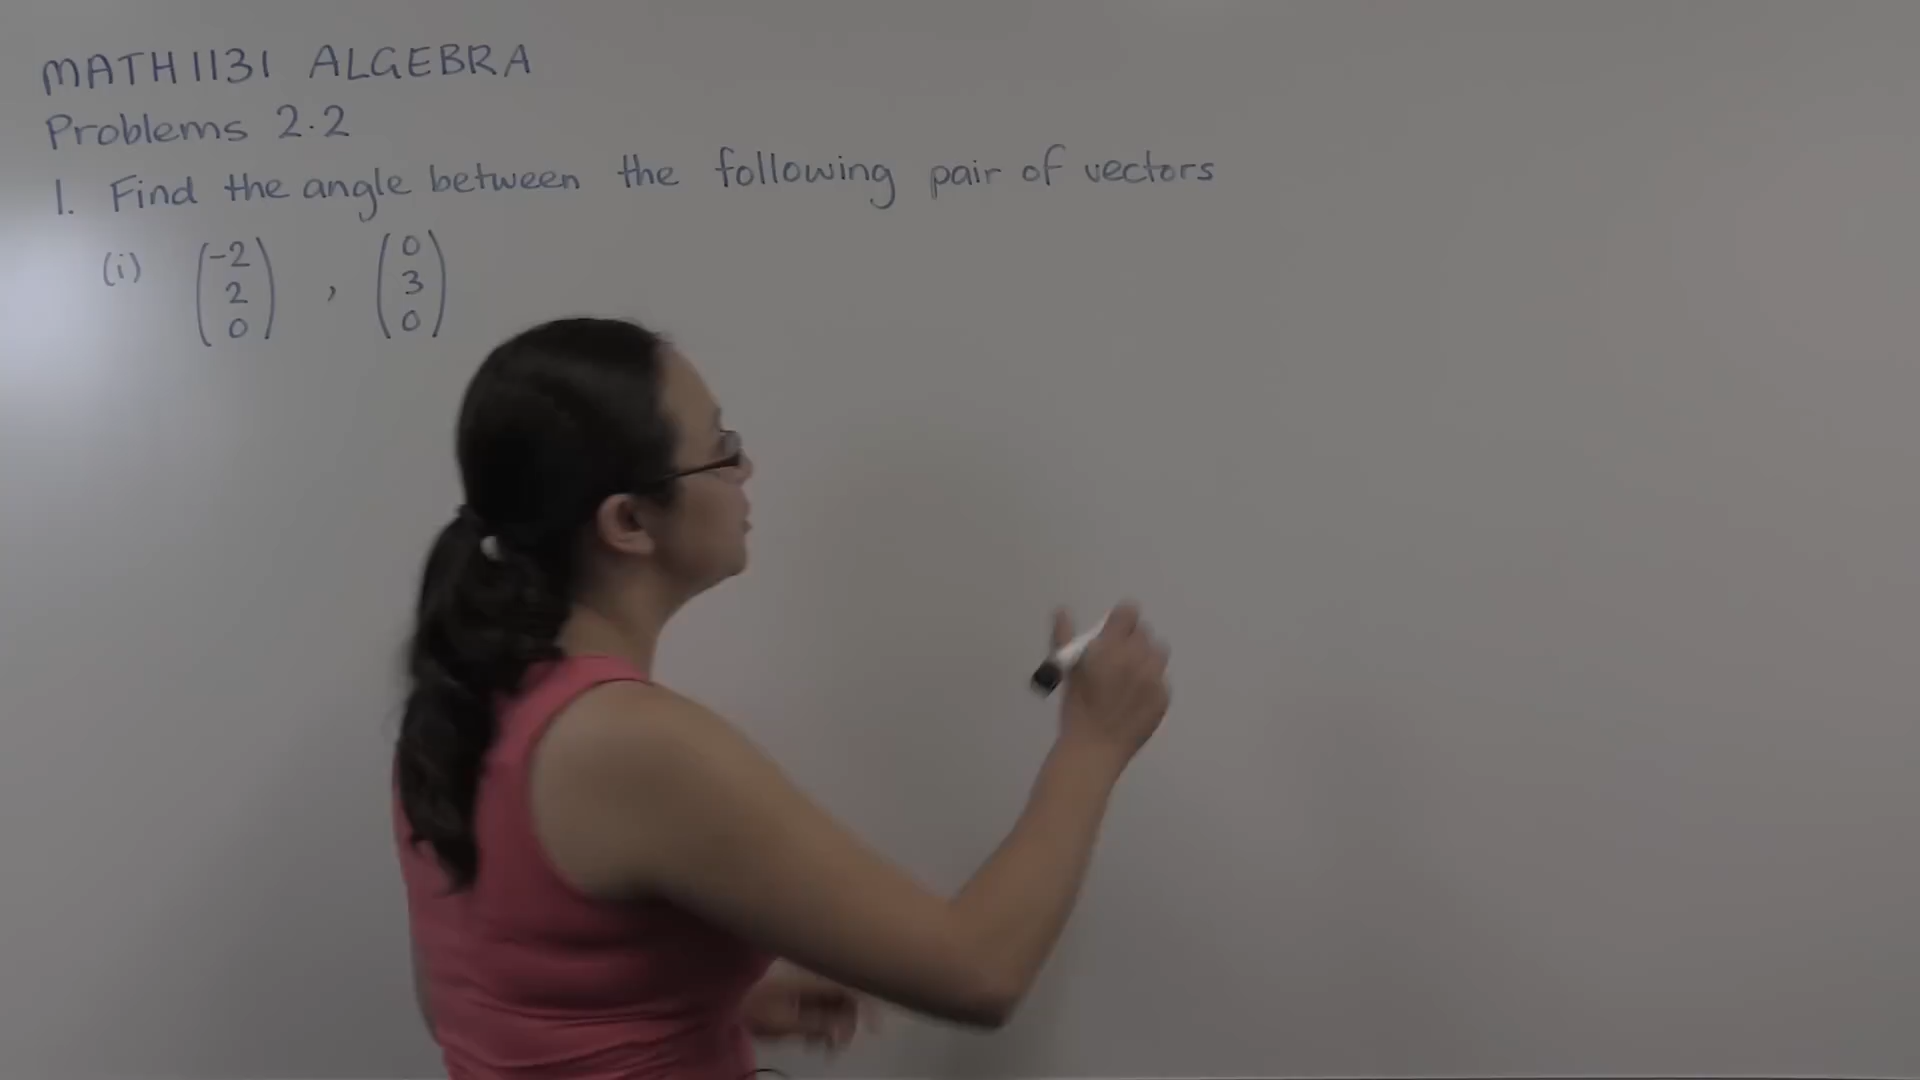 MATH1131 ALGEBRA
Problems 2.2
1. Find the angle between the following pair of vectors
(i) (-2 2 0) , (0 3 0)